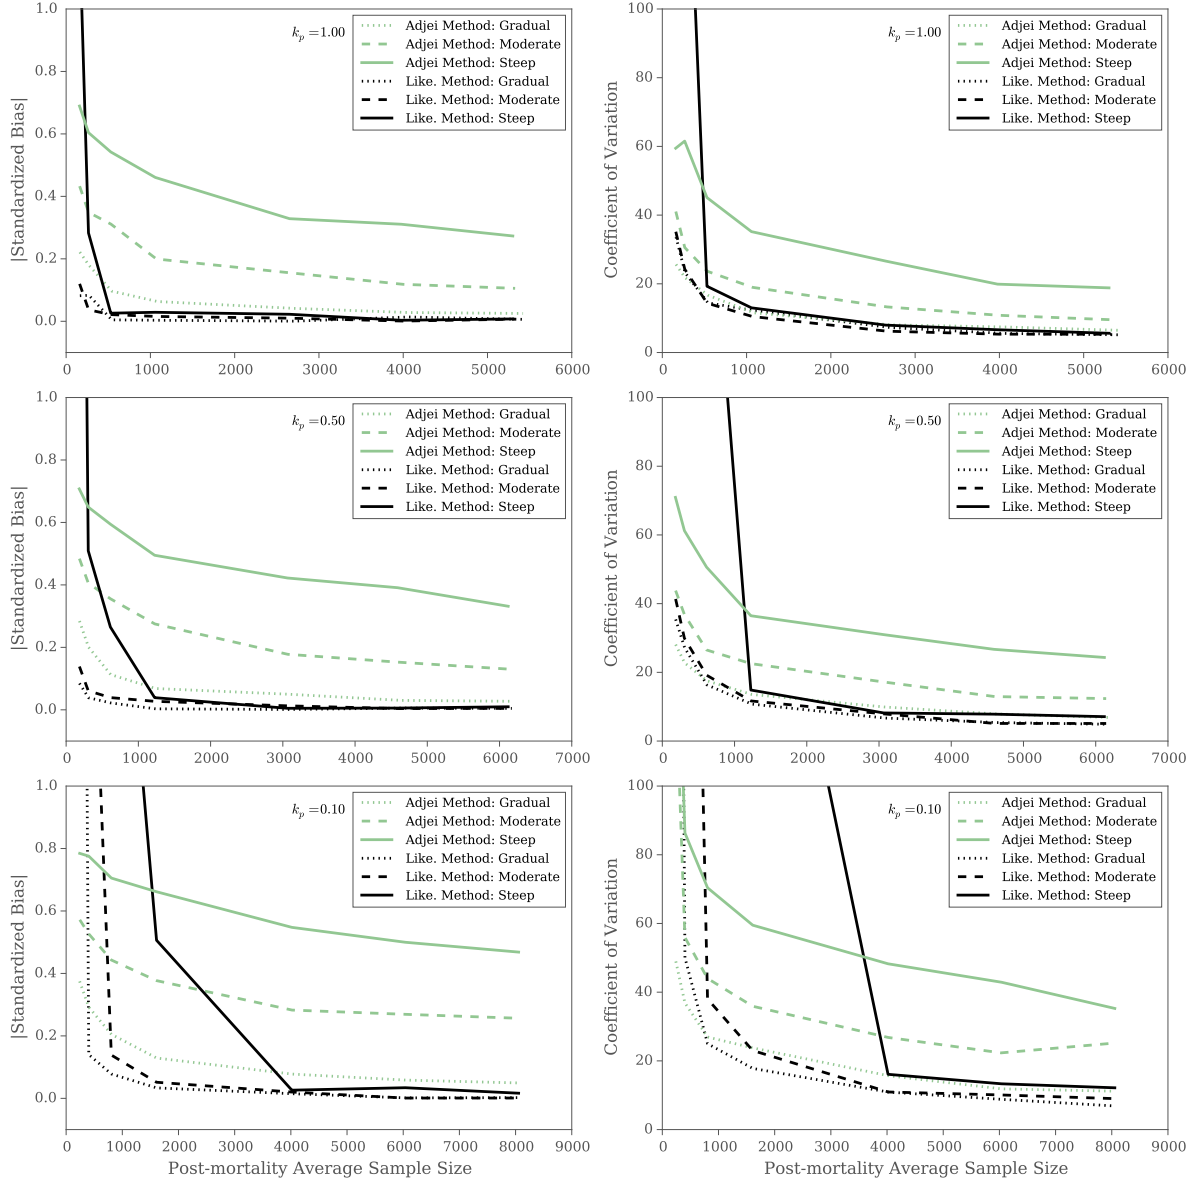 1.0
0.8
0.6
0.4
0.2
0.0
|Standardized Bias|
k_p = 1.00
Adjei Method: Gradual
Adjei Method: Moderate
Adjei Method: Steep
Like. Method: Gradual
Like. Method: Moderate
Like. Method: Steep
0 1000 2000 3000 4000 5000 6000
100
80
60
40
20
0
Coefficient of Variation
k_p = 1.00
Adjei Method: Gradual
Adjei Method: Moderate
Adjei Method: Steep
Like. Method: Gradual
Like. Method: Moderate
Like. Method: Steep
0 1000 2000 3000 4000 5000 6000
1.0
0.8
0.6
0.4
0.2
0.0
|Standardized Bias|
k_p = 0.50
Adjei Method: Gradual
Adjei Method: Moderate
Adjei Method: Steep
Like. Method: Gradual
Like. Method: Moderate
Like. Method: Steep
0 1000 2000 3000 4000 5000 6000 7000
100
80
60
40
20
0
Coefficient of Variation
k_p = 0.50
Adjei Method: Gradual
Adjei Method: Moderate
Adjei Method: Steep
Like. Method: Gradual
Like. Method: Moderate
Like. Method: Steep
0 1000 2000 3000 4000 5000 6000 7000
1.0
0.8
0.6
0.4
0.2
0.0
|Standardized Bias|
k_p = 0.10
Adjei Method: Gradual
Adjei Method: Moderate
Adjei Method: Steep
Like. Method: Gradual
Like. Method: Moderate
Like. Method: Steep
0 1000 2000 3000 4000 5000 6000 7000 8000 9000
Post-mortality Average Sample Size
100
80
60
40
20
0
Coefficient of Variation
k_p = 0.10
Adjei Method: Gradual
Adjei Method: Moderate
Adjei Method: Steep
Like. Method: Gradual
Like. Method: Moderate
Like. Method: Steep
0 1000 2000 3000 4000 5000 6000 7000 8000 9000
Post-mortality Average Sample Size